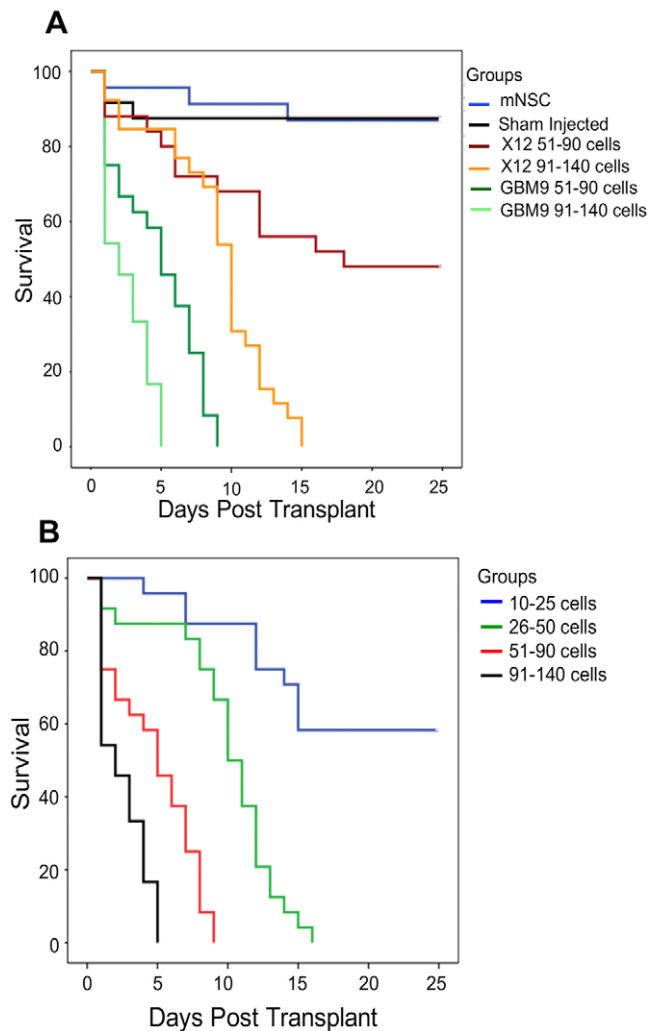 A
100
80
60
40
20
0
Survival
0 5 10 15 20 25
Days Post Transplant
Groups
mNSC
Sham Injected
X12 51-90 cells
X12 91-140 cells
GBM9 51-90 cells
GBM9 91-140 cells
B
100
80
60
40
20
0
Survival
0 5 10 15 20 25
Days Post Transplant
Groups
10-25 cells
26-50 cells
51-90 cells
91-140 cells